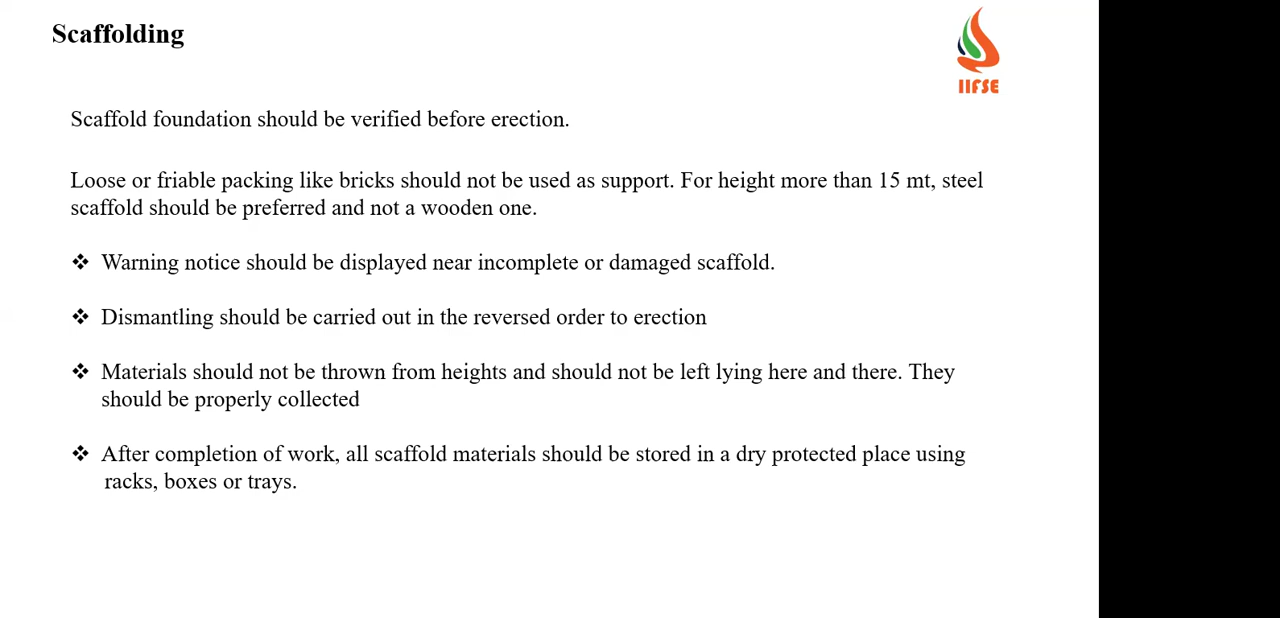 Scaffolding
IIFSE
Scaffold foundation should be verified before erection.
Loose or friable packing like bricks should not be used as support. For height more than 15 mt, steel
scaffold should be preferred and not a wooden one.
❖ Warning notice should be displayed near incomplete or damaged scaffold.
❖ Dismantling should be carried out in the reversed order to erection
❖ Materials should not be thrown from heights and should not be left lying here and there. They
should be properly collected
❖ After completion of work, all scaffold materials should be stored in a dry protected place using
racks, boxes or trays.